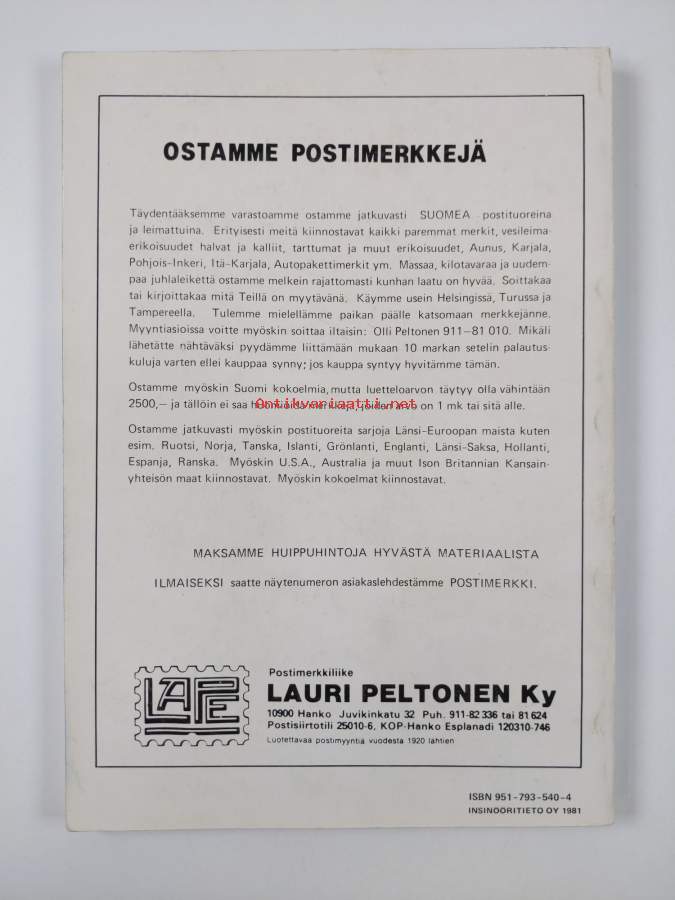 OSTAMME POSTIMERKKEJÄ
Täydentääksemme varastoamme ostamme jatkuvasti SUOMEA postituoreina
ja leimattuina. Erityisesti meitä kiinnostavat kaikki paremmat merkit, vesileima-
erikoisuudet halvat ja kalliit, tarttumat ja muut erikoisuudet, Aunus, Karjala,
Pohjois-Inkeri, Itä-Karjala, Autopakettimerkit ym. Massaa, kilotavaraa ja uudem-
paa juhlaleikettä ostamme melkein rajattomasti kunhan laatu on hyvää. Soittakaa
tai kirjoittakaa mitä Teillä on myytävänä. Käymme usein Helsingissä, Turussa ja
Tampereella. Tulemme mielellämme paikan päälle katsomaan merkkejänne.
Myyntiasioissa voitte myöskin soittaa iltaisin: Olli Peltonen 911-81 010. Mikäli
lähetätte nähtäväksi pyydämme liittämään mukaan 10 markan setelin palautus-
kuluja varten ellei kauppaa synny; jos kauppa syntyy hyvitämme tämän.
Ostamme myöskin Suomi kokoelmia, mutta luetteloarvon täytyy olla vähintään
2500,— ja tällöin ei saa huomioida merkkejä, joiden arvo on 1 mk tai sitä alle.
Antikvariaatti.net
Ostamme jatkuvasti myöskin postituoreita sarjoja Länsi-Euroopan maista kuten
esim. Ruotsi, Norja, Tanska, Islanti, Grönlanti, Englanti, Länsi-Saksa, Hollanti,
Espanja, Ranska. Myöskin U.S.A., Australia ja muut Ison Britannian Kansain-
yhteisön maat kiinnostavat. Myöskin kokoelmat kiinnostavat.
MAKSAMME HUIPPUHINTOJA HYVÄSTÄ MATERIAALISTA
ILMAISEKSI saatte näytenumeron asiakaslehdestämme POSTIMERKKI.
LAPE
Postimerkkiliike
LAURI PELTONEN Ky
10900 Hanko Juvikinkatu 32 Puh. 911-82 336 tai 81 624
Postisiirtotili 25010-6, KOP-Hanko Esplanadi 120310-746
Luotettavaa postimyyntiä vuodesta 1920 lähtien
ISBN 951-793-540-4
INSINÖÖRITIETO OY 1981